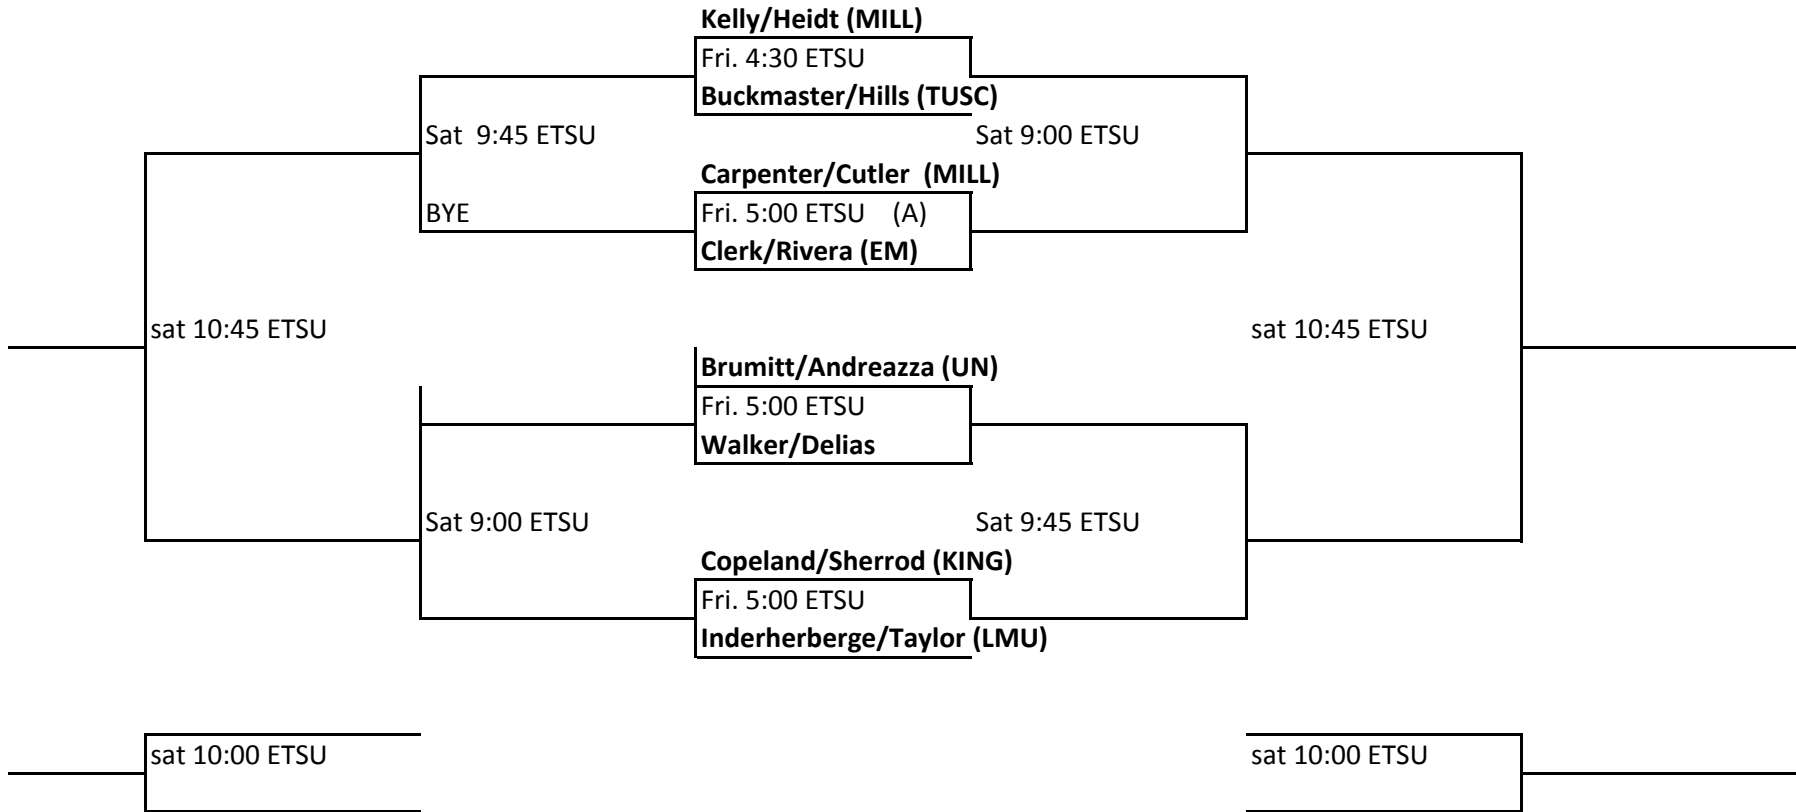 Kelly/Heidt (MILL)
Fri. 4:30 ETSU
Buckmaster/Hills (TUSC)
Sat  9:45 ETSU
Sat 9:00 ETSU
Carpenter/Cutler  (MILL)
BYE
Fri. 5:00 ETSU    (A)
Clerk/Rivera (EM)
sat 10:45 ETSU
sat 10:45 ETSU
Brumitt/Andreazza (UN)
Fri. 5:00 ETSU
Walker/Delias
Sat 9:00 ETSU
Sat 9:45 ETSU
Copeland/Sherrod (KING)
Fri. 5:00 ETSU
Inderherberge/Taylor (LMU)
sat 10:00 ETSU
sat 10:00 ETSU